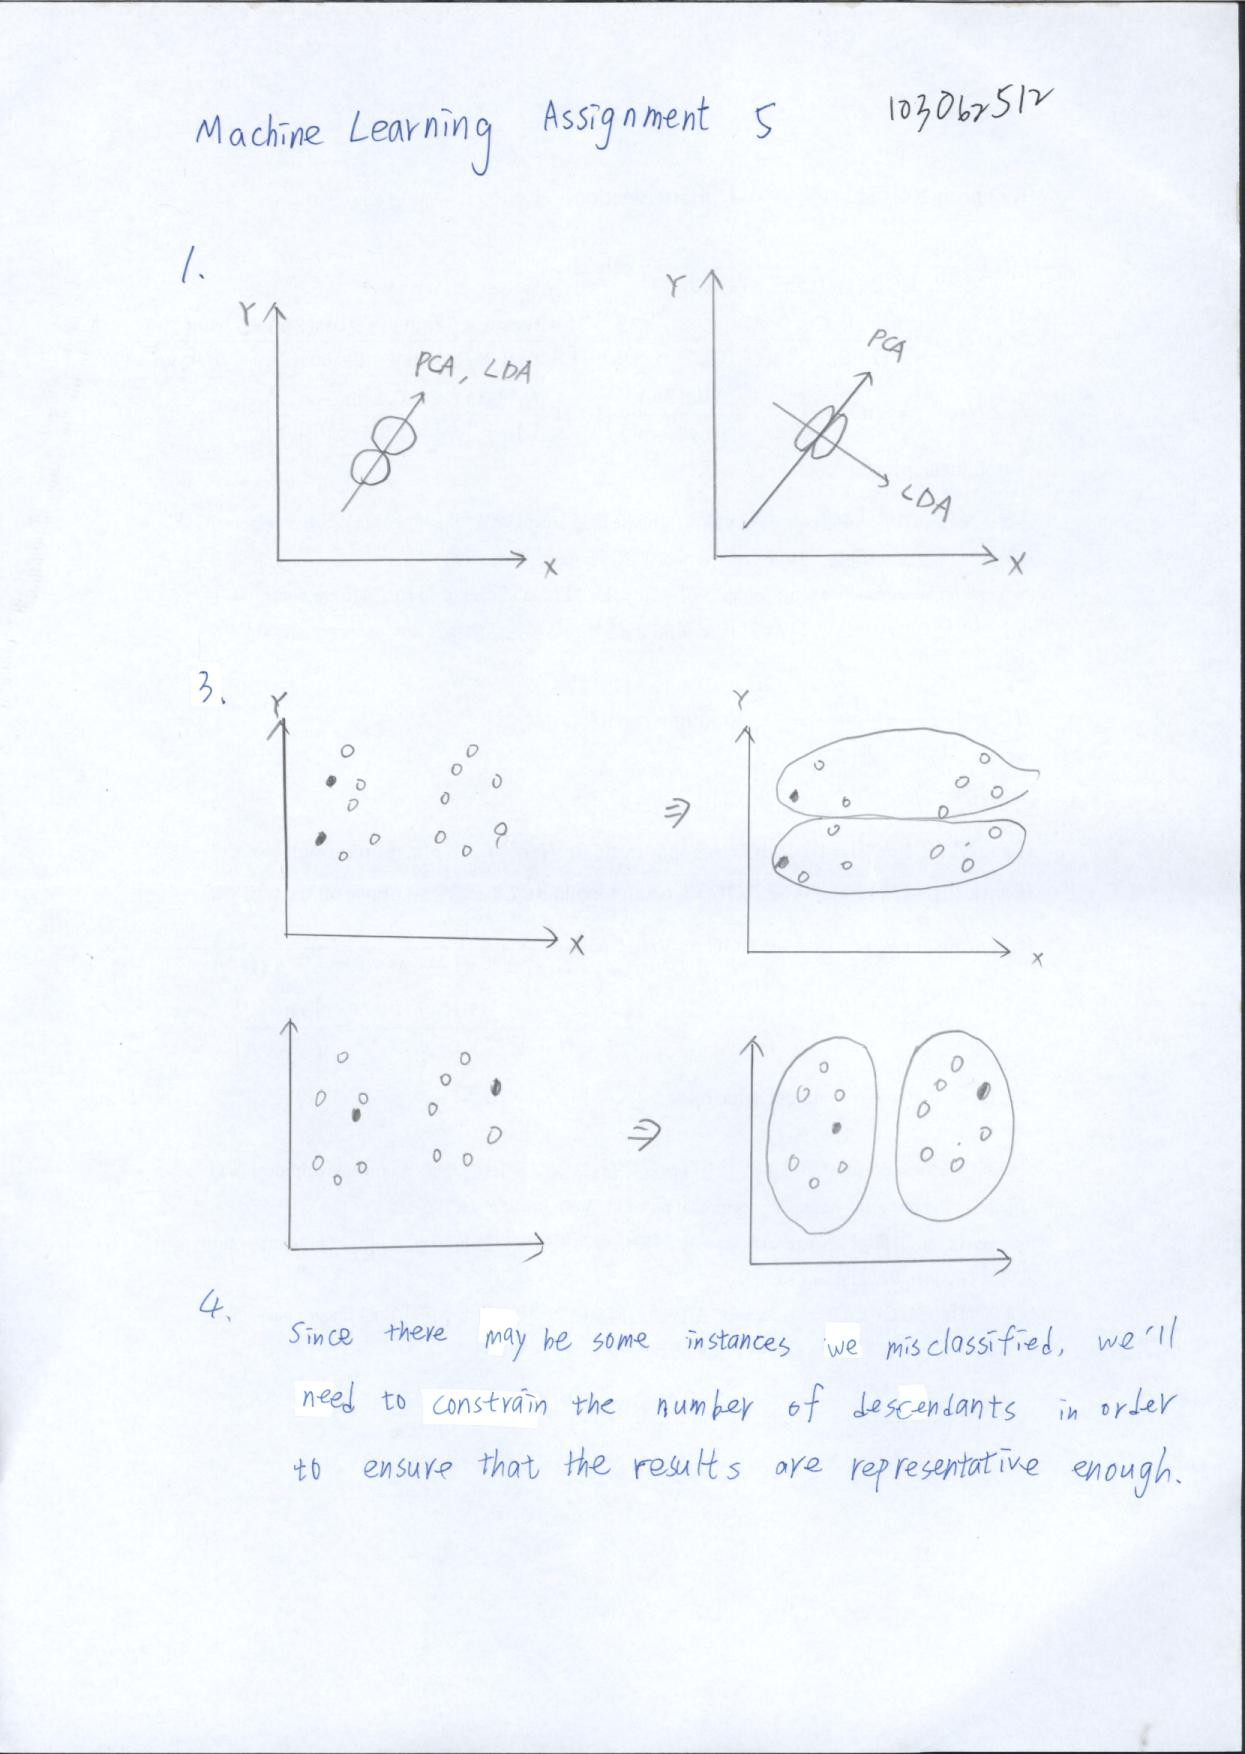 Machine Learning Assignment 5 103062512
1.
Y
PCA, LDA
X
Y
PCA
LDA
X
3.
Y
X
⇒
Y
X
⇒
4.
Since there may be some instances we misclassified, we'll
need to constrain the number of descendants in order
to ensure that the results are representative enough.